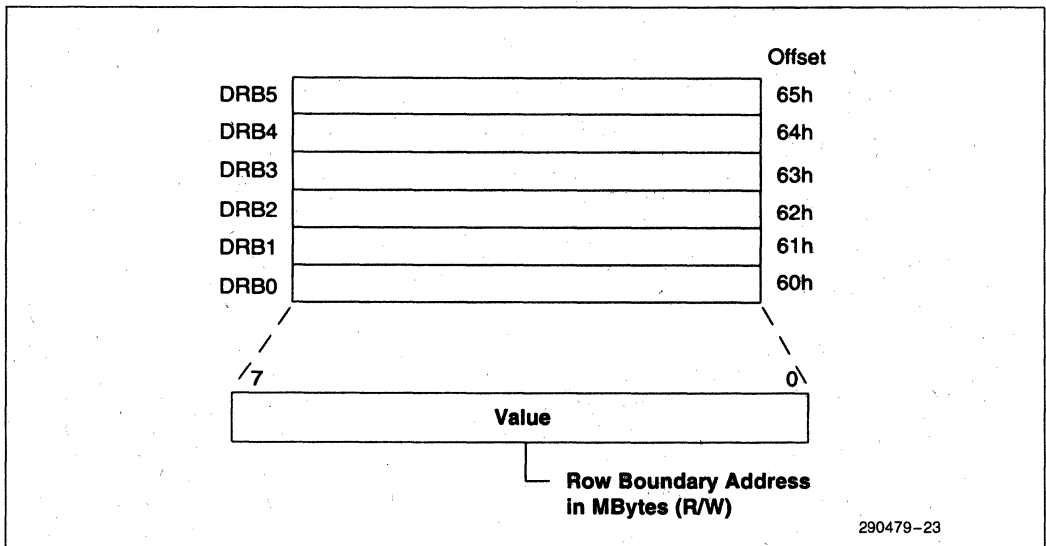 Offset
DRB5 65h
DRB4 64h
DRB3 63h
DRB2 62h
DRB1 61h
DRB0 60h
7 0
Value
Row Boundary Address
in MBytes (R/W)
290479-23